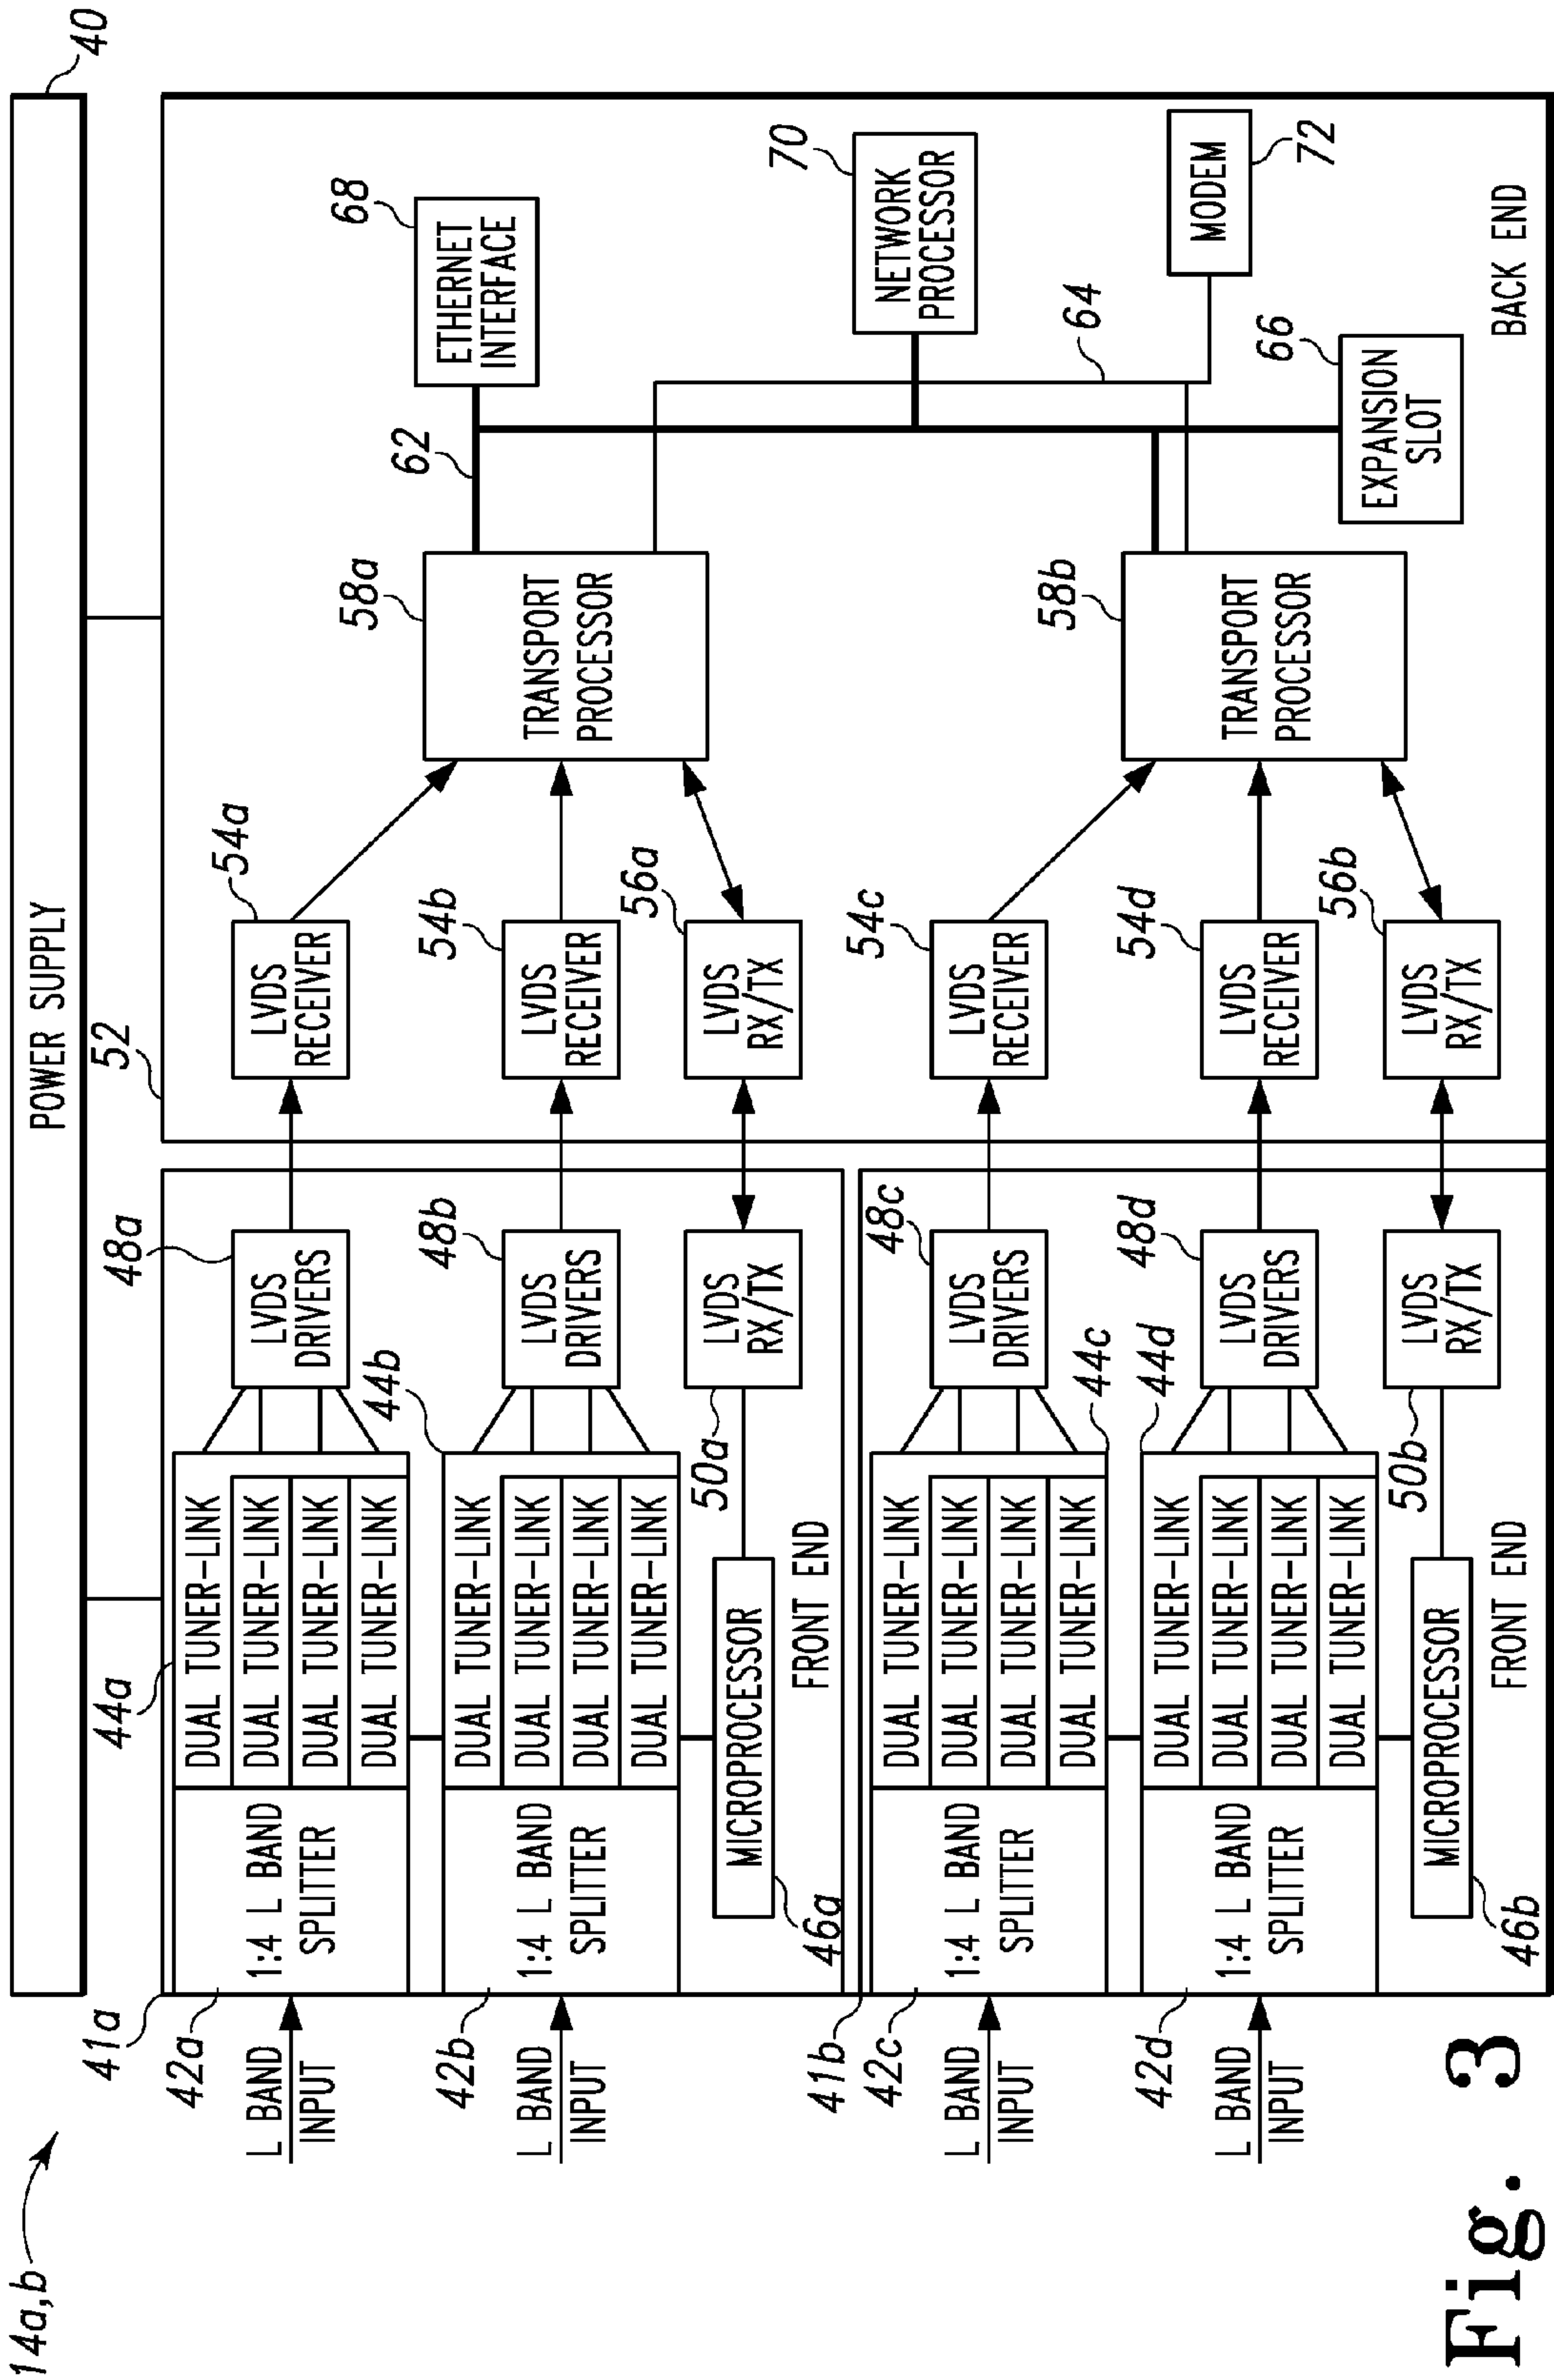 14a,b
40
POWER SUPPLY
41a
52
42a
44a
48a
54a
58a
62
68
L BAND
INPUT
1:4 L BAND
SPLITTER
DUAL TUNER-LINK
DUAL TUNER-LINK
DUAL TUNER-LINK
DUAL TUNER-LINK
LVDS
DRIVERS
LVDS
RECEIVER
TRANSPORT
PROCESSOR
ETHERNET
INTERFACE
42b
44b
48b
54b
L BAND
INPUT
1:4 L BAND
SPLITTER
DUAL TUNER-LINK
DUAL TUNER-LINK
DUAL TUNER-LINK
DUAL TUNER-LINK
LVDS
DRIVERS
LVDS
RECEIVER
50a
56a
LVDS
RX/TX
LVDS
RX/TX
46a
MICROPROCESSOR
FRONT END
70
NETWORK
PROCESSOR
41b
42c
44c
48c
54c
58b
64
L BAND
INPUT
1:4 L BAND
SPLITTER
DUAL TUNER-LINK
DUAL TUNER-LINK
DUAL TUNER-LINK
DUAL TUNER-LINK
LVDS
DRIVERS
LVDS
RECEIVER
TRANSPORT
PROCESSOR
MODEM
72
42d
44d
48d
54d
L BAND
INPUT
1:4 L BAND
SPLITTER
DUAL TUNER-LINK
DUAL TUNER-LINK
DUAL TUNER-LINK
DUAL TUNER-LINK
LVDS
DRIVERS
LVDS
RECEIVER
66
EXPANSION
SLOT
50b
56b
LVDS
RX/TX
LVDS
RX/TX
46b
MICROPROCESSOR
FRONT END
BACK END
Fig. 3